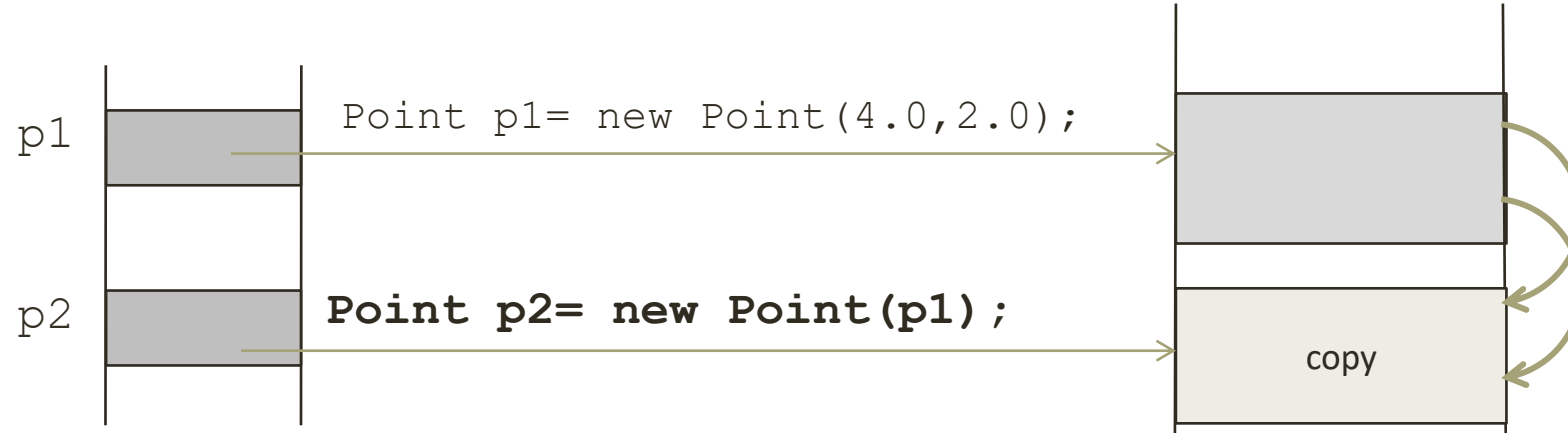 p1
Point p1= new Point(4.0,2.0);
p2
Point p2= new Point(p1);
copy